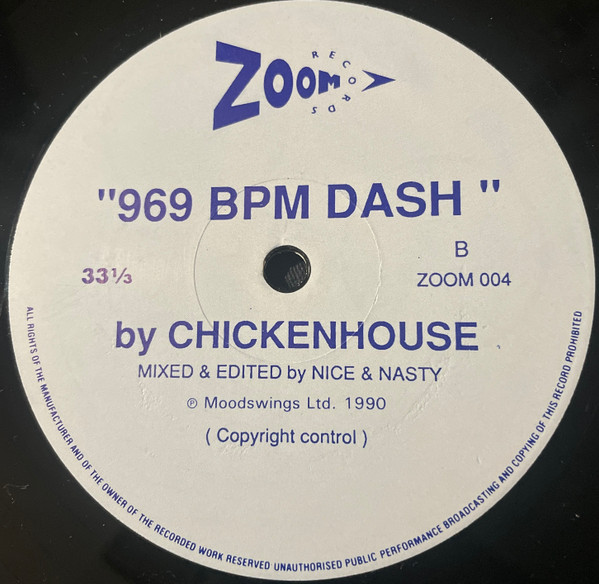 ZOOM
RECORDS
"969 BPM DASH "
33⅓
B
ZOOM 004
by CHICKENHOUSE
MIXED & EDITED by NICE & NASTY
℗ Moodswings Ltd. 1990
( Copyright control )
ALL RIGHTS OF THE MANUFACTURER AND OF THE OWNER OF THE RECORDED WORK RESERVED UNAUTHORISED PUBLIC PERFORMANCE BROADCASTING AND COPYING OF THIS RECORD PROHIBITED